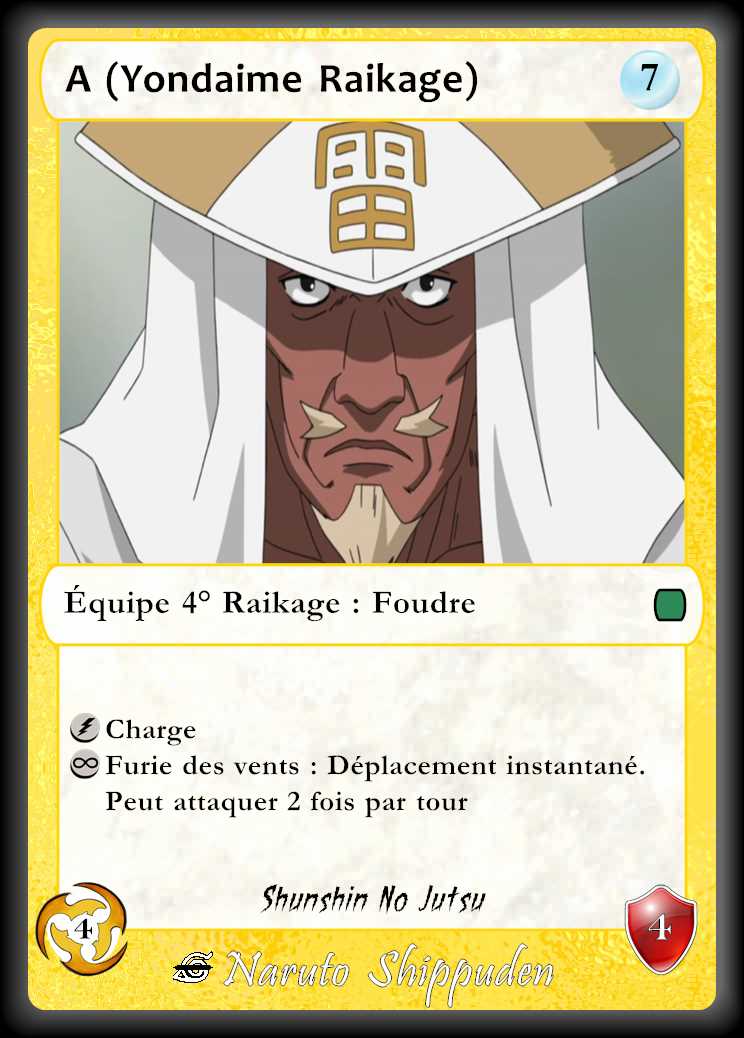 A (Yondaime Raikage)
7
雷
Équipe 4° Raikage : Foudre
Charge
Furie des vents : Déplacement instantané.
Peut attaquer 2 fois par tour
Shunshin No Jutsu
4
4
Naruto Shippuden